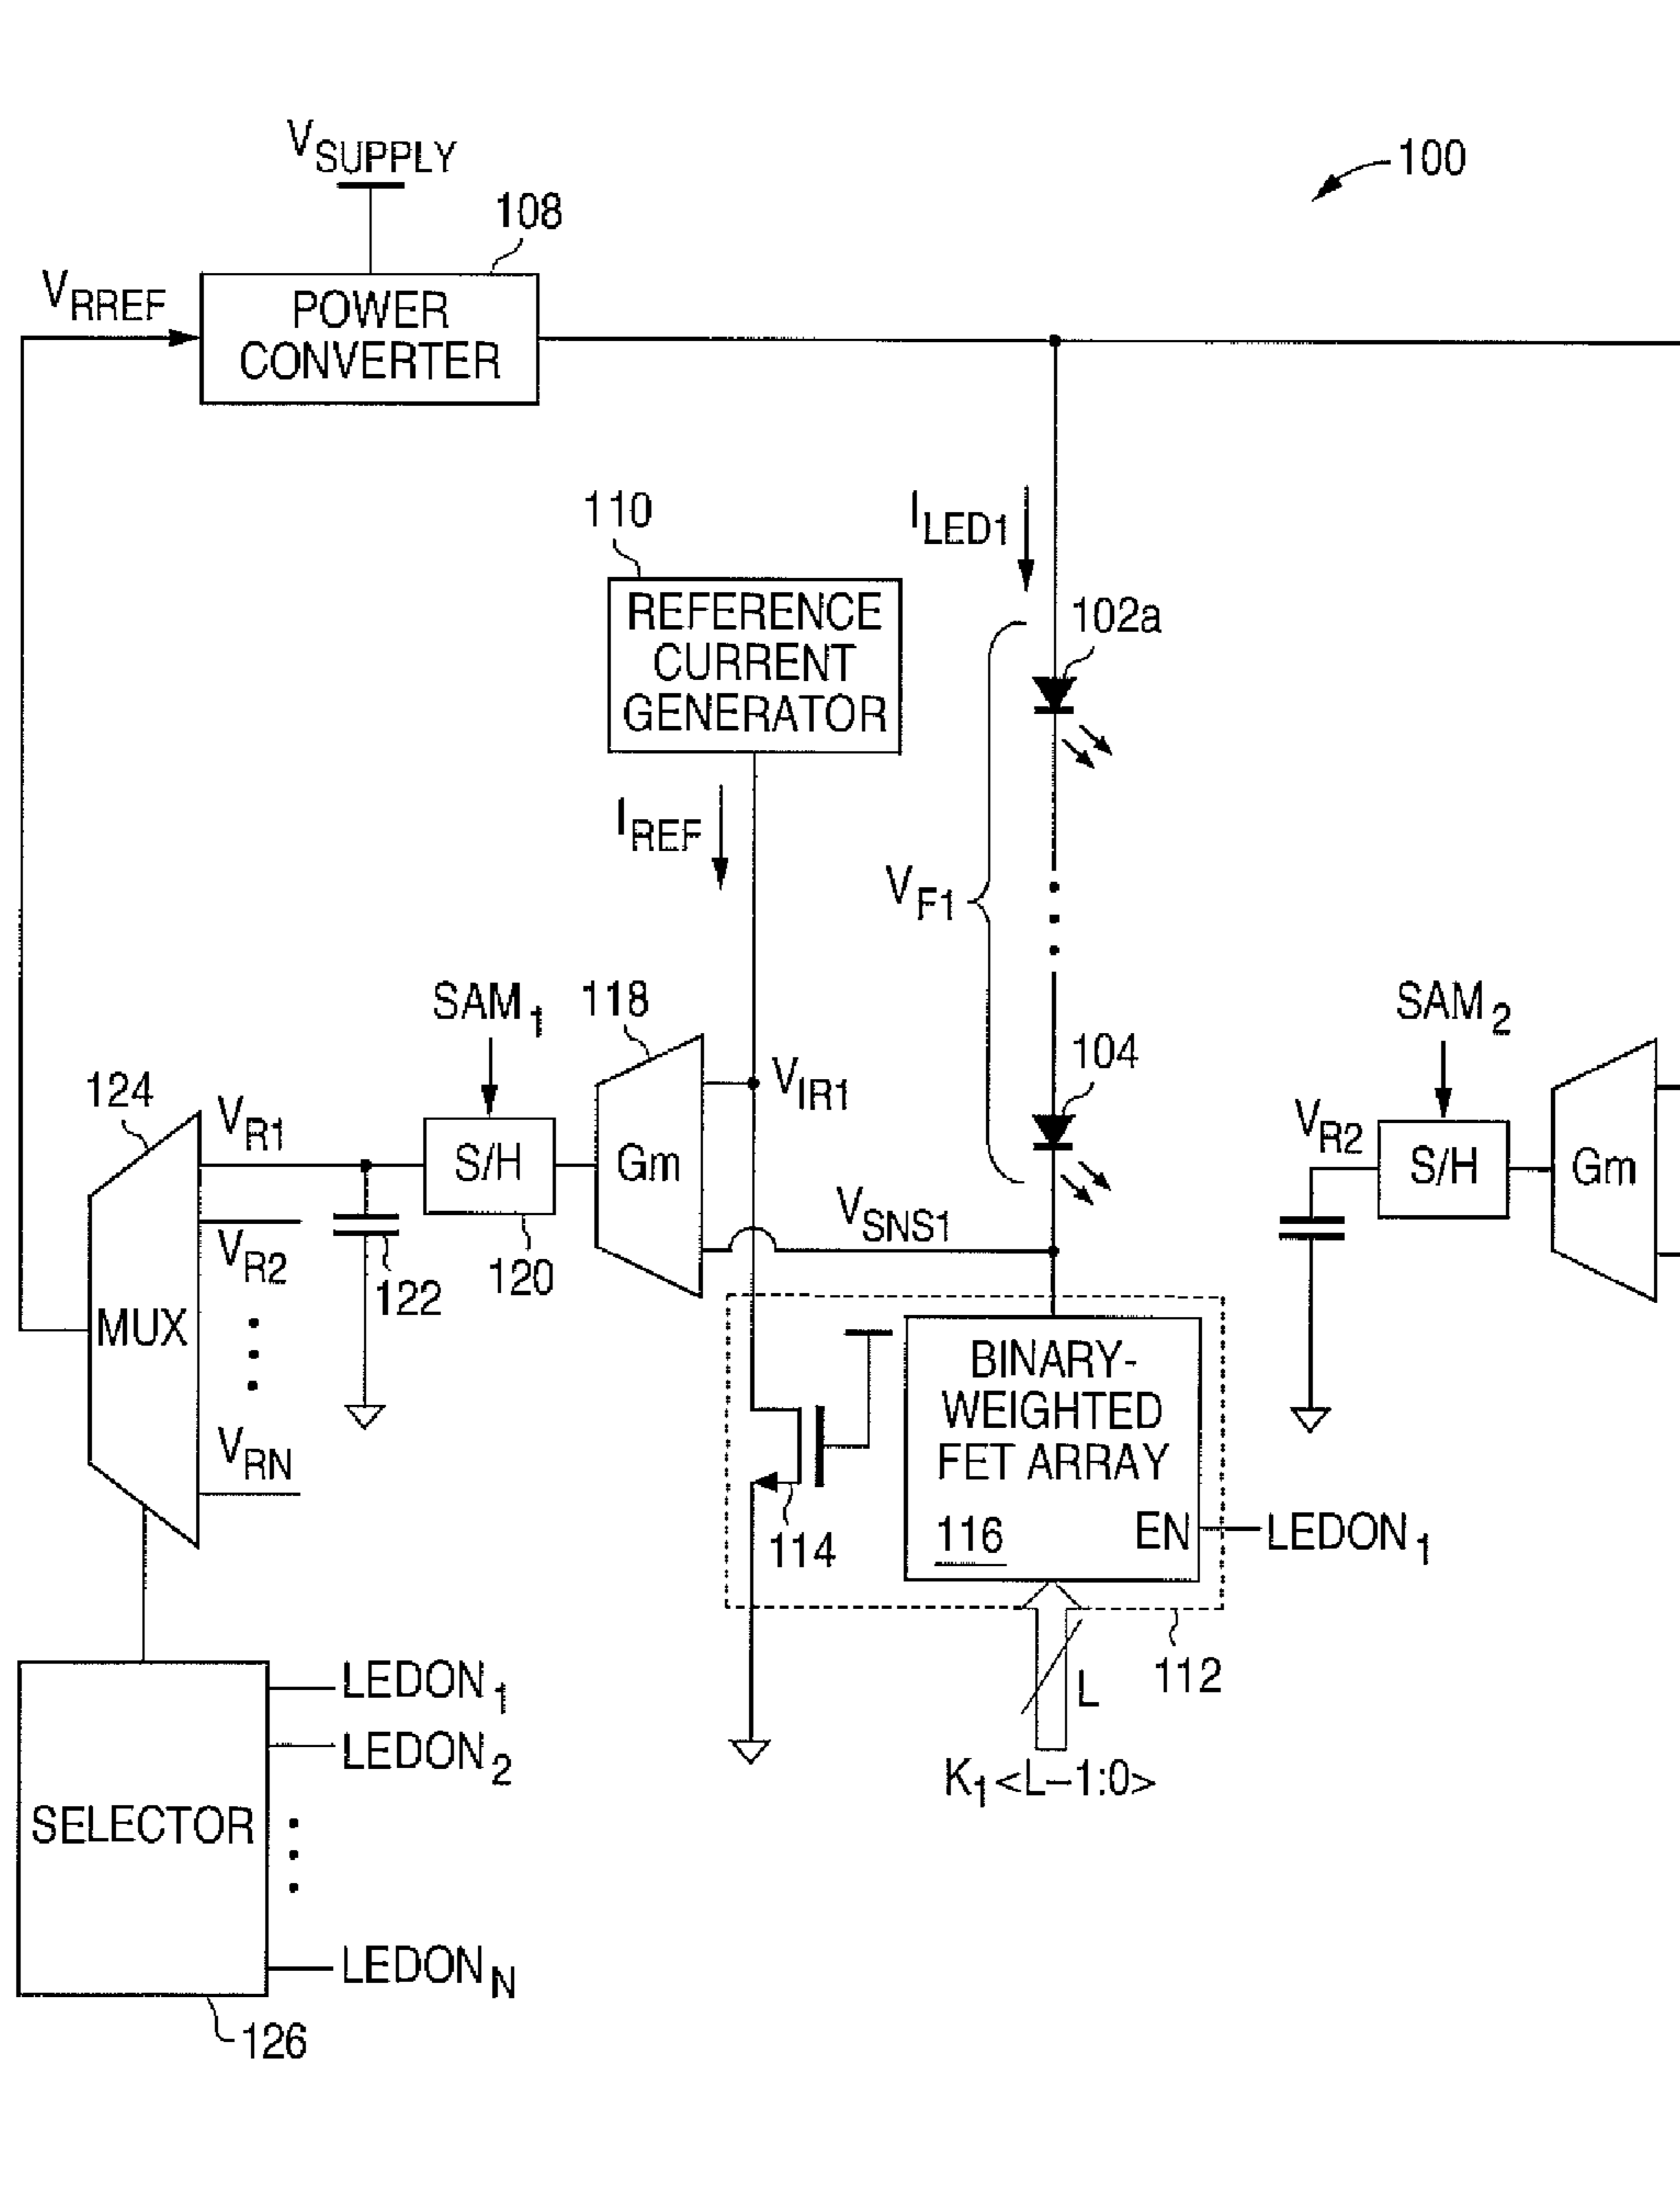 VSUPPLY
100
108
VRREF
POWER
CONVERTER
110
ILED1
REFERENCE
CURRENT
GENERATOR
102a
IREF
VF1
SAM1
118
SAM2
104
124
VIR1
VR1
S/H
Gm
VR2
S/H
Gm
VSNS1
VR2
120
122
MUX
BINARY-
WEIGHTED
FET ARRAY
VRN
116
EN
LEDON1
114
112
L
LEDON1
K1<L–1:0>
LEDON2
SELECTOR
LEDONN
126